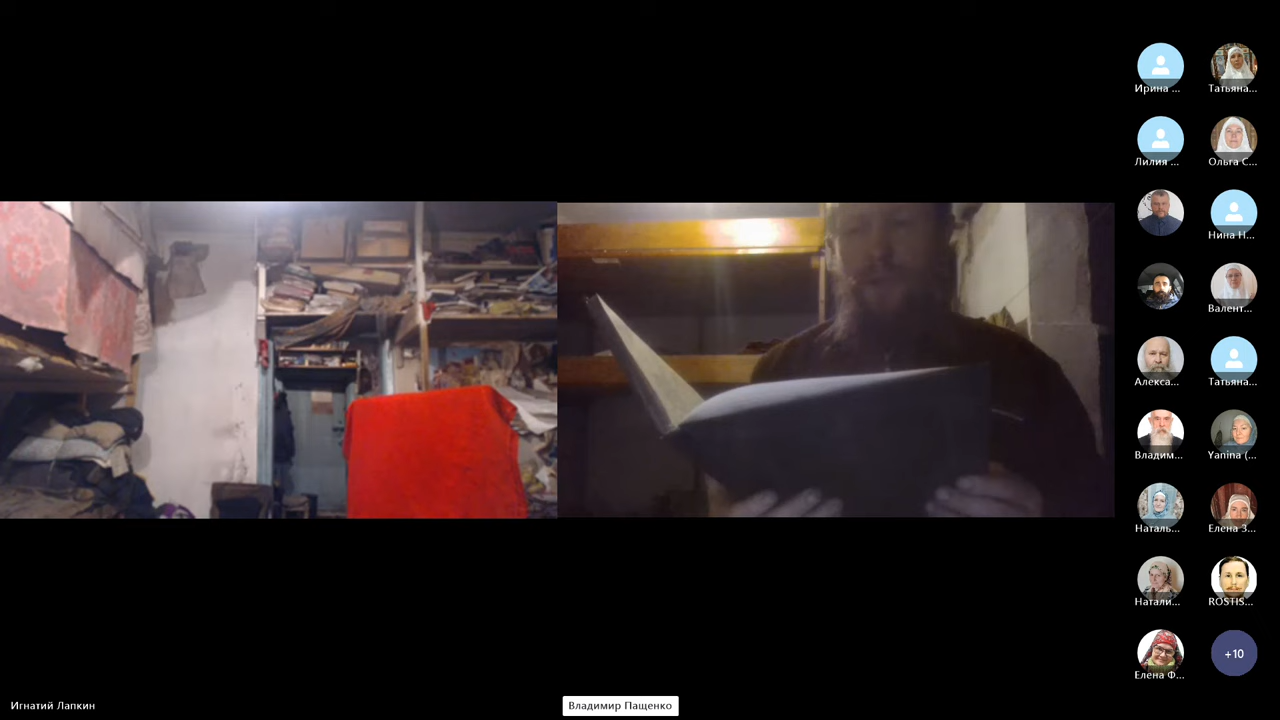 Ирина ...
Татьяна...
Лилия ...
Ольга С...
Нина Н...
Валент...
Алекса...
Татьяна...
Владим...
Yanina (...
Наталь...
Елена З...
Натали...
ROSTIS...
Елена Ф...
+10
Игнатий Лапкин
Владимир Пащенко